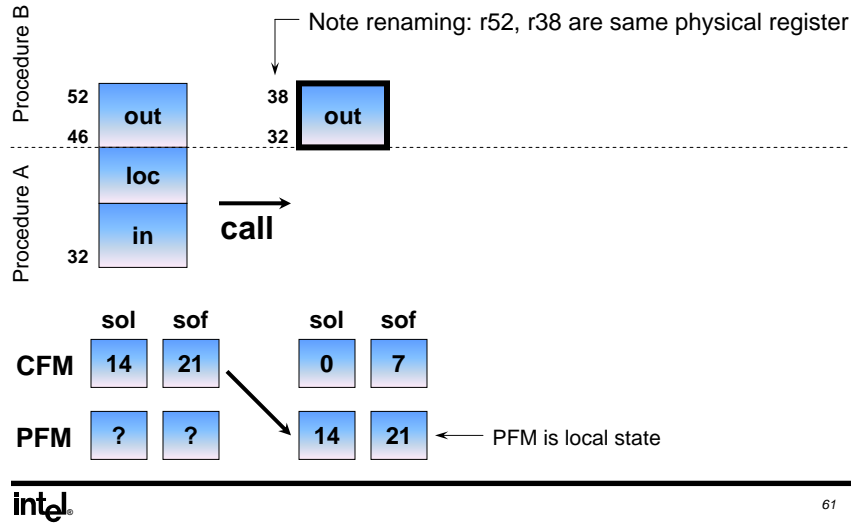 Procedure B
Note renaming: r52, r38 are same physical register
52
out
46
38
out
32
Procedure A
loc
in
32
call
sol sof sol sof
CFM 14 21 0 7
PFM ? ? 14 21 PFM is local state
intel®
61